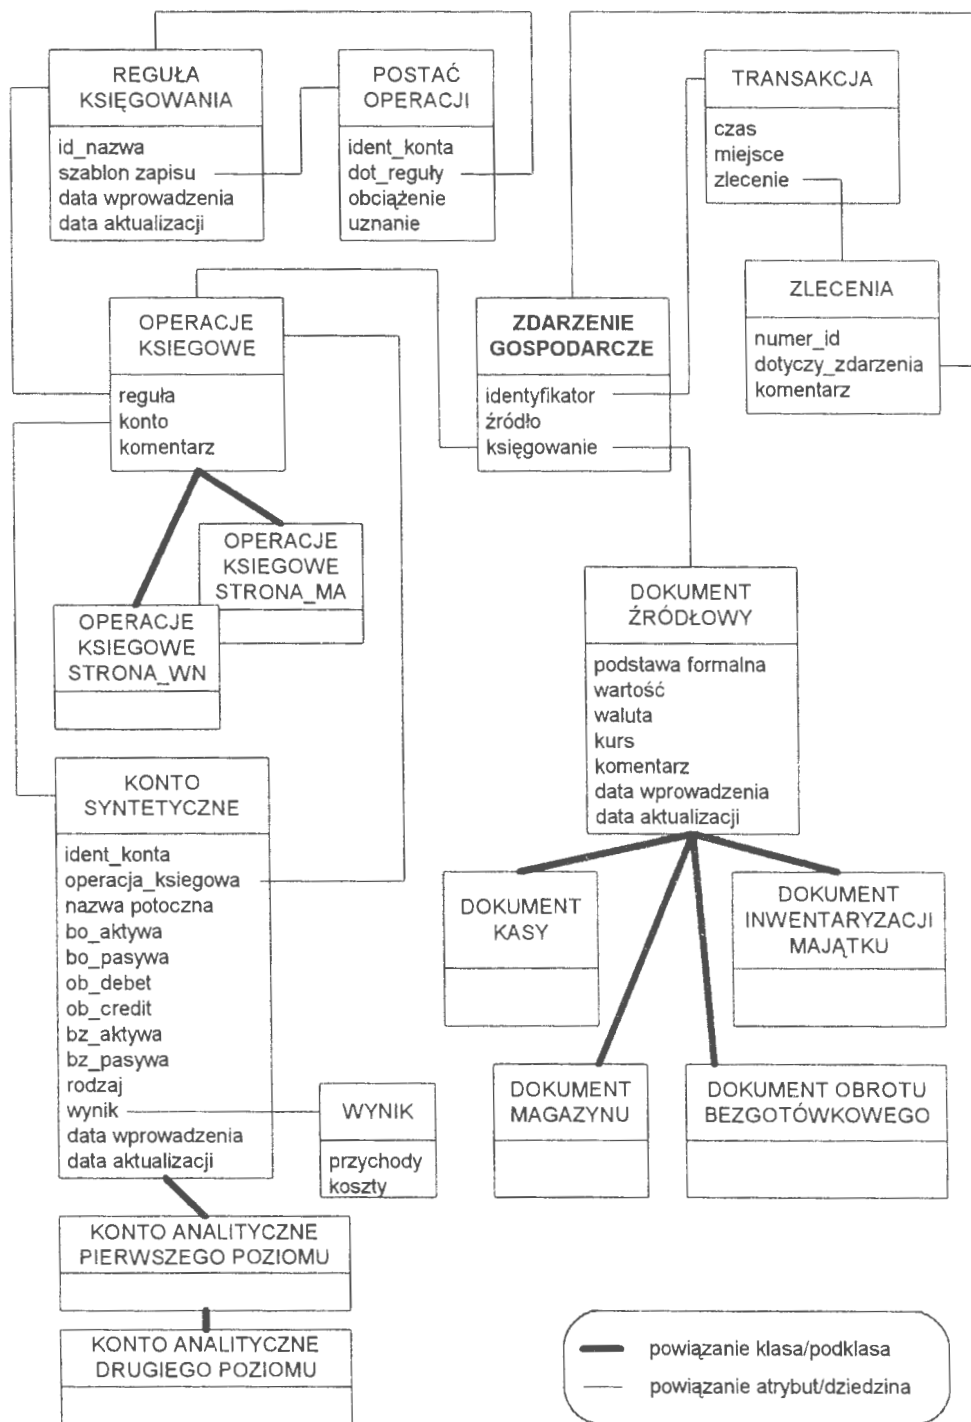 REGUŁA
KSIĘGOWANIA
id_nazwa
szablon zapisu
data wprowadzenia
data aktualizacji
POSTAĆ
OPERACJI
ident_konta
dot_reguły
obciążenie
uznanie
TRANSAKCJA
czas
miejsce
zlecenie
ZLECENIA
numer_id
dotyczy_zdarzenia
komentarz
OPERACJE
KSIEGOWE
reguła
konto
komentarz
ZDARZENIE
GOSPODARCZE
identyfikator
źródło
księgowanie
OPERACJE
KSIEGOWE
STRONA_MA
OPERACJE
KSIEGOWE
STRONA_WN
DOKUMENT
ŹRÓDŁOWY
podstawa formalna
wartość
waluta
kurs
komentarz
data wprowadzenia
data aktualizacji
KONTO
SYNTETYCZNE
ident_konta
operacja_ksiegowa
nazwa potoczna
bo_aktywa
bo_pasywa
ob_debet
ob_credit
bz_aktywa
bz_pasywa
rodzaj
wynik
data wprowadzenia
data aktualizacji
WYNIK
przychody
koszty
DOKUMENT
KASY
DOKUMENT
INWENTARYZACJI
MAJĄTKU
DOKUMENT
MAGAZYNU
DOKUMENT OBROTU
BEZGOTÓWKOWEGO
KONTO ANALITYCZNE
PIERWSZEGO POZIOMU
KONTO ANALITYCZNE
DRUGIEGO POZIOMU
powiązanie klasa/podklasa
powiązanie atrybut/dziedzina